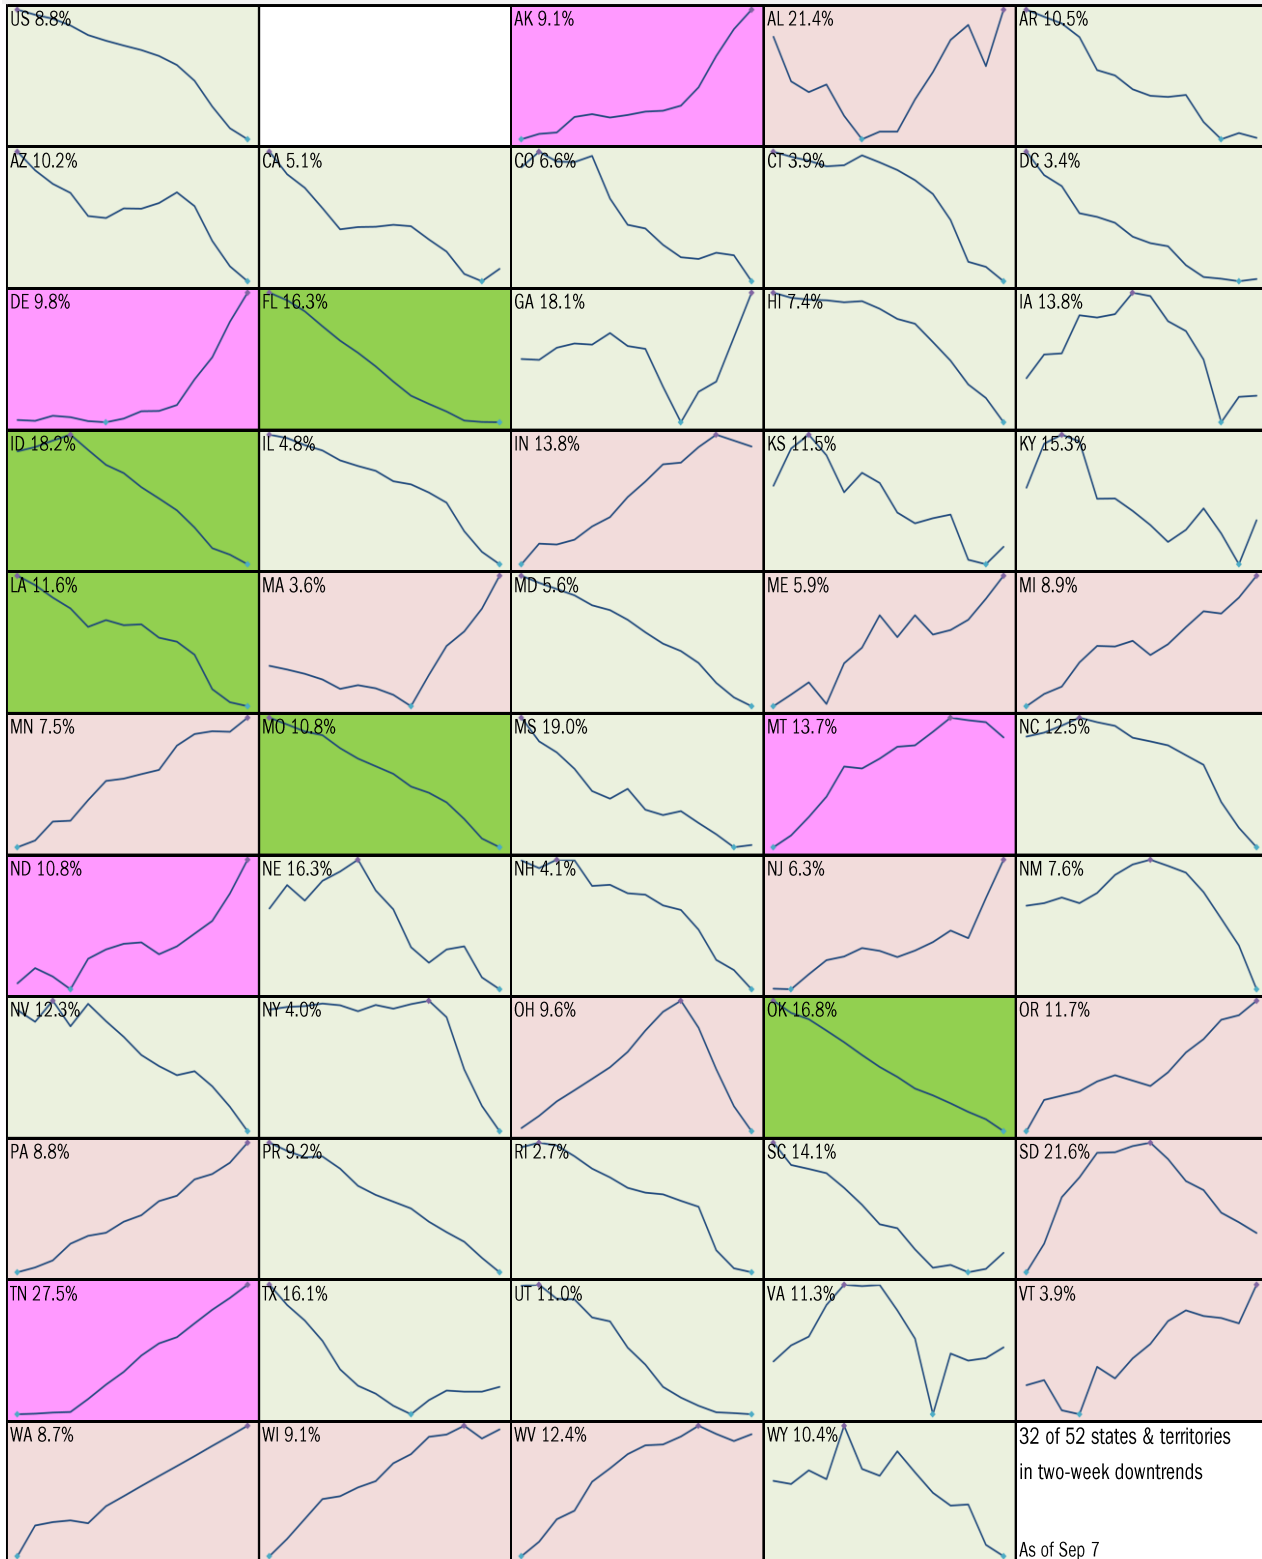 US 8.8%
AK 9.1%
AL 21.4%
AR 10.5%
AZ 10.2%
CA 5.1%
CO 6.6%
CT 3.9%
DC 3.4%
DE 9.8%
FL 16.3%
GA 18.1%
HI 7.4%
IA 13.8%
ID 18.2%
IL 4.8%
IN 13.8%
KS 11.5%
KY 15.3%
LA 11.6%
MA 3.6%
MD 5.6%
ME 5.9%
MI 8.9%
MN 7.5%
MO 10.8%
MS 19.0%
MT 13.7%
NC 12.5%
ND 10.8%
NE 16.3%
NH 4.1%
NJ 6.3%
NM 7.6%
NV 12.3%
NY 4.0%
OH 9.6%
OK 16.8%
OR 11.7%
PA 8.8%
PR 9.2%
RI 2.7%
SC 14.1%
SD 21.6%
TN 27.5%
TX 16.1%
UT 11.0%
VA 11.3%
VT 3.9%
WA 8.7%
WI 9.1%
WV 12.4%
WY 10.4%
32 of 52 states & territories
in two-week downtrends
As of Sep 7